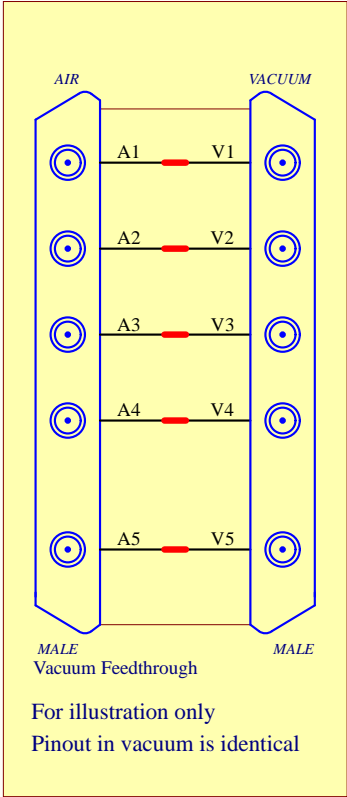 AIR VACUUM
A1 V1
A2 V2
A3 V3
A4 V4
A5 V5
MALE MALE
Vacuum Feedthrough
For illustration only
Pinout in vacuum is identical